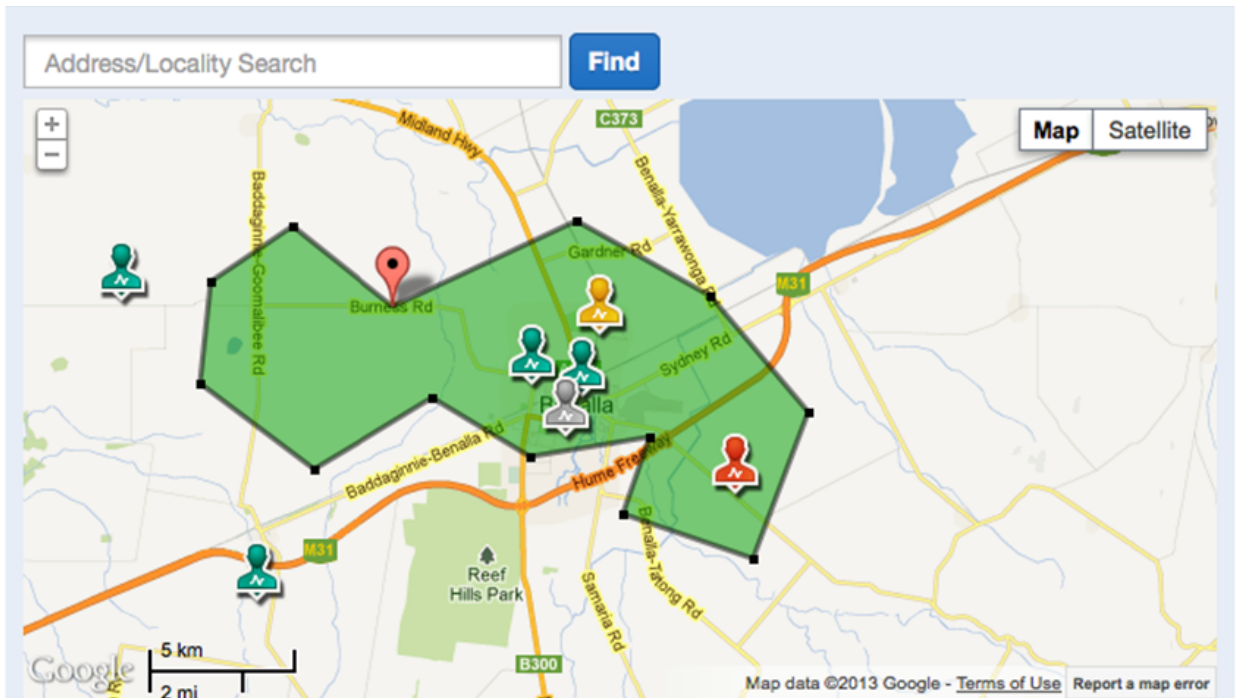 Address/Locality Search
Find
+
−
Map
Satellite
C373
Midland Hwy
Baddaginnie-Goomalibee Rd
Benalla-Yarrawonga Rd
Gardner Rd
M31
Burness Rd
Sydney Rd
Benalla
Baddaginnie-Benalla Rd
Hume Freeway
M31
Benalla-Tatong Rd
Reef
Hills Park
Samaria Rd
B300
5 km
2 mi
Google
Map data ©2013 Google - Terms of Use
Report a map error